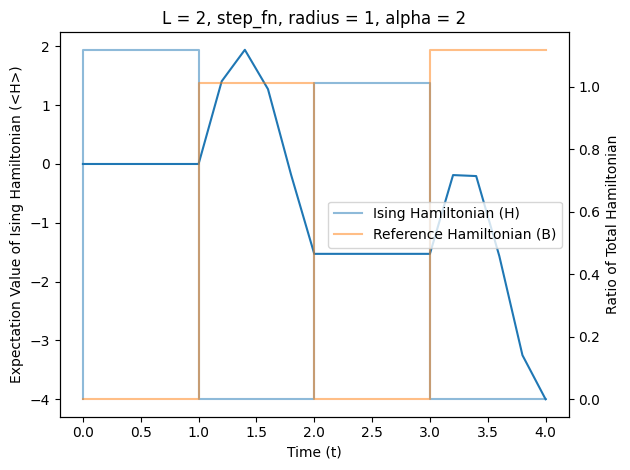 L = 2, step_fn, radius = 1, alpha = 2
Expectation Value of Ising Hamiltonian (<H>)
2
1
0
−1
−2
−3
−4
Ising Hamiltonian (H)
Reference Hamiltonian (B)
1.0
0.8
0.6
0.4
0.2
0.0
Ratio of Total Hamiltonian
0.0 0.5 1.0 1.5 2.0 2.5 3.0 3.5 4.0
Time (t)